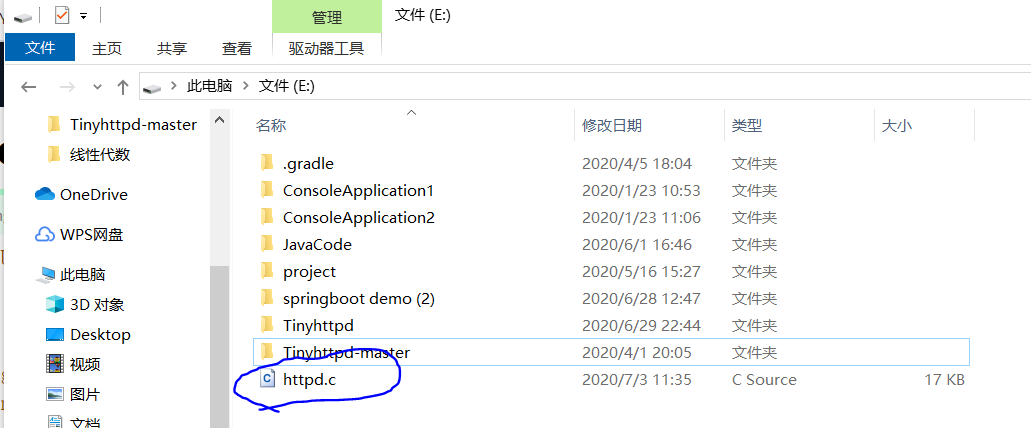 管理
文件 (E:)
文件
主页
共享
查看
驱动器工具
此电脑
文件 (E:)
Tinyhttpd-master
线性代数
OneDrive
WPS网盘
此电脑
3D 对象
Desktop
视频
图片
文档
名称 修改日期 类型 大小
.gradle 2020/4/5 18:04 文件夹
ConsoleApplication1 2020/1/23 10:53 文件夹
ConsoleApplication2 2020/1/23 11:06 文件夹
JavaCode 2020/6/1 16:46 文件夹
project 2020/5/16 15:27 文件夹
springboot demo (2) 2020/6/28 12:47 文件夹
Tinyhttpd 2020/6/29 22:44 文件夹
Tinyhttpd-master 2020/4/1 20:05 文件夹
httpd.c 2020/7/3 11:35 C Source 17 KB